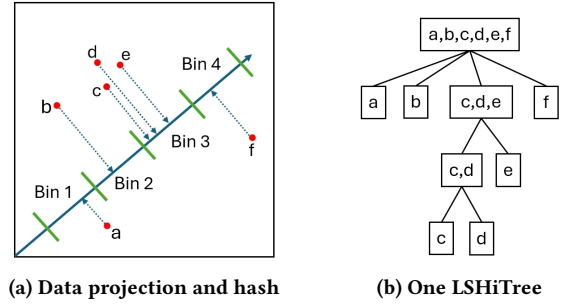 d
e
Bin 4
c
b
Bin 3
f
Bin 1
Bin 2
a
(a) Data projection and hash
a,b,c,d,e,f
a
b
c,d,e
f
c,d
e
c
d
(b) One LSHiTree